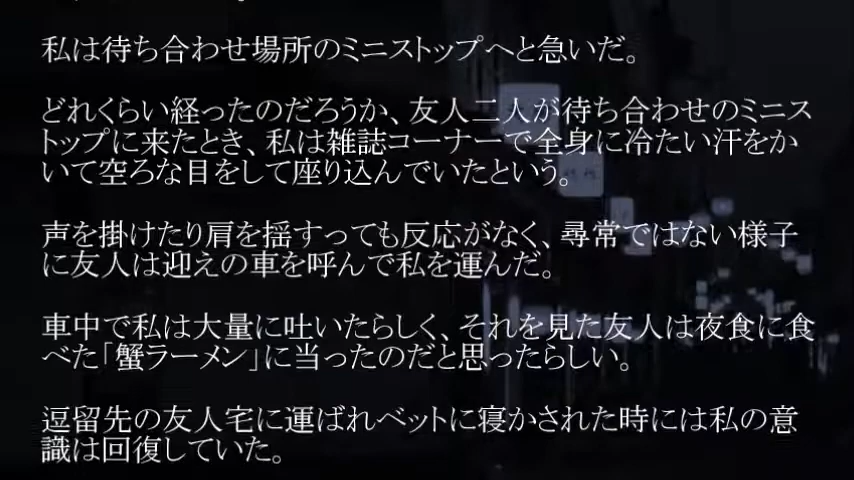 私は待ち合わせ場所のミニストップへと急いだ。
どれくらい経ったのだろうか、友人二人が待ち合わせのミニス
トップに来たとき、私は雑誌コーナーで全身に冷たい汗をか
いて空ろな目をして座り込んでいたという。
声を掛けたり肩を揺すっても反応がなく、尋常ではない様子
に友人は迎えの車を呼んで私を運んだ。
車中で私は大量に吐いたらしく、それを見た友人は夜食に食
べた「蟹ラーメン」に当ったのだと思ったらしい。
逗留先の友人宅に運ばれベットに寝かされた時には私の意
識は回復していた。